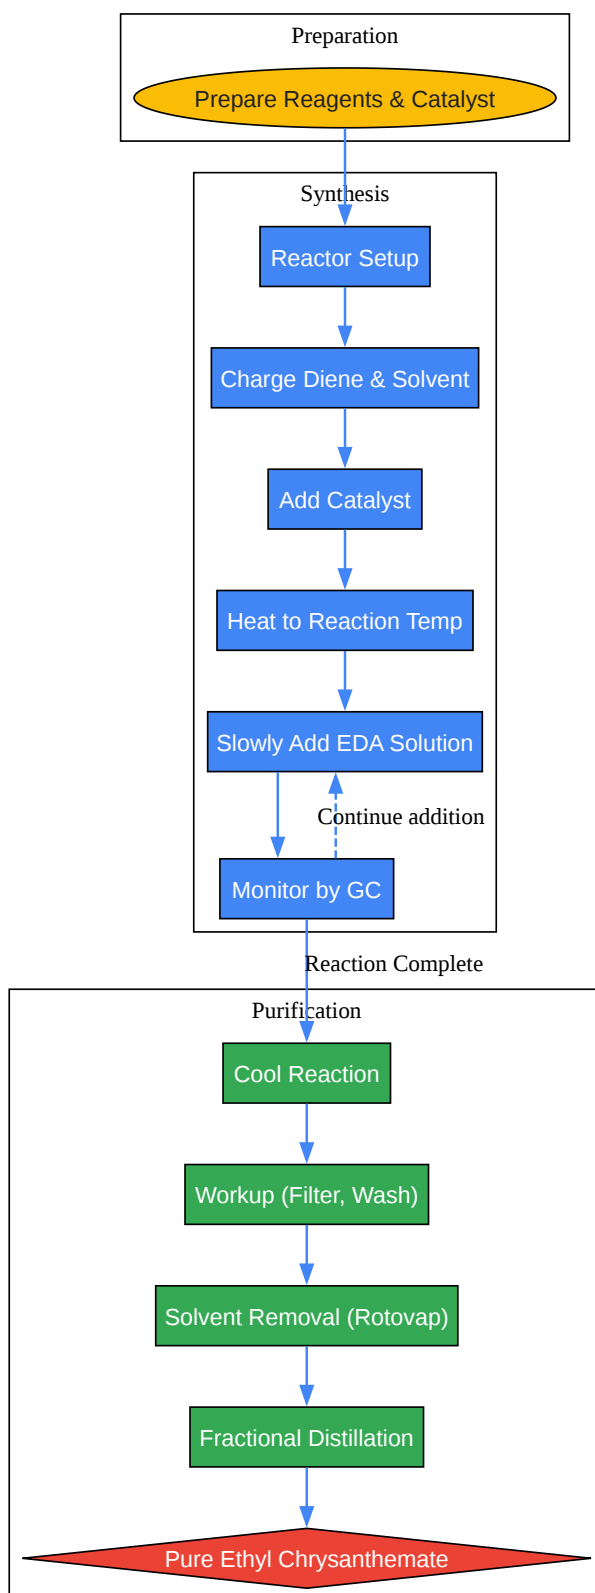 Preparation
Prepare Reagents & Catalyst
Synthesis
Reactor Setup
Charge Diene & Solvent
Add Catalyst
Heat to Reaction Temp
Slowly Add EDA Solution
Continue addition
Monitor by GC
Reaction Complete
Purification
Cool Reaction
Workup (Filter, Wash)
Solvent Removal (Rotovap)
Fractional Distillation
Pure Ethyl Chrysanthemate